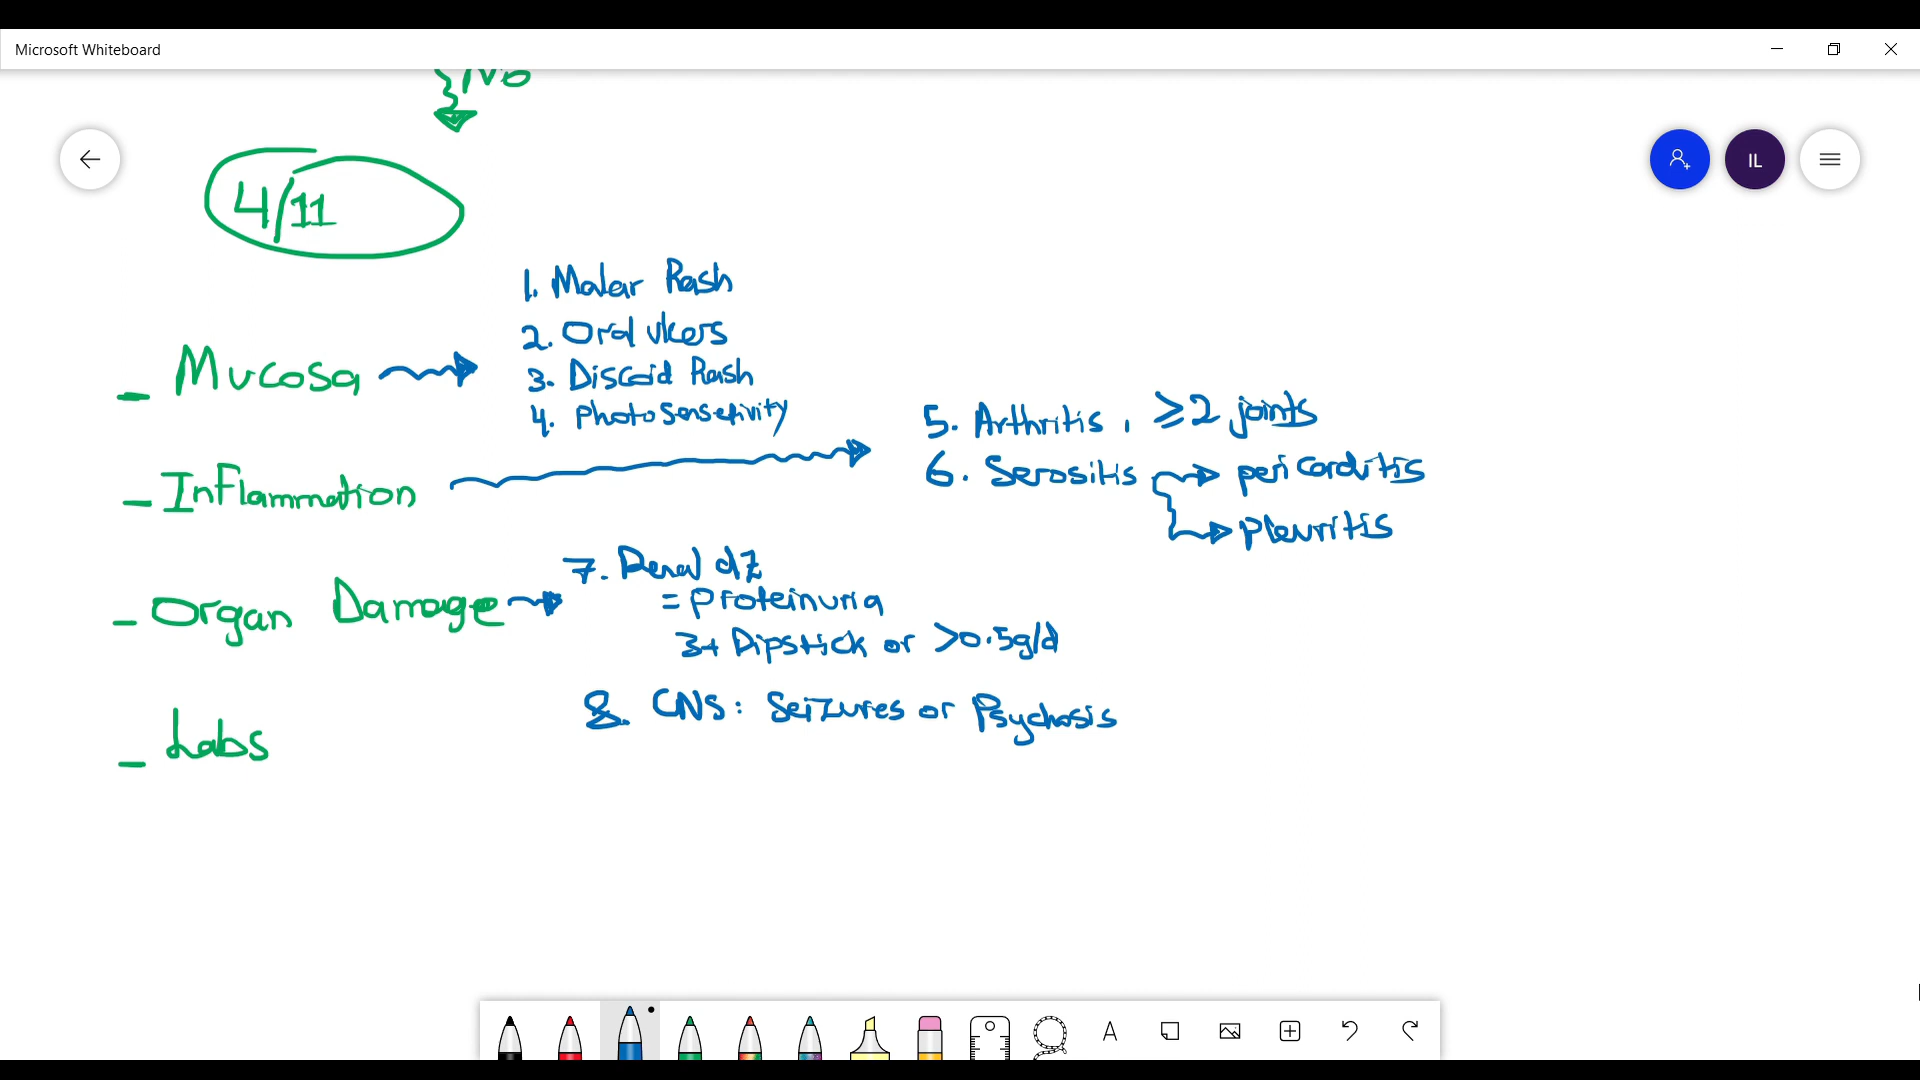 Microsoft Whiteboard
IL
4/11
1. Malar Rash
2. Oral ulcers
- Mucosa
3. Discoid Rash
4. Photosensetivity
5. Arthritis, ≥2 joints
- Inflammation
6. Serositis pericarditis
pleuritis
7. Renal dz
- Organ Damage
= proteinuria
3+ Dipstick or >0.5g/d
8. CNS: Seizures or Psychosis
- Labs
A